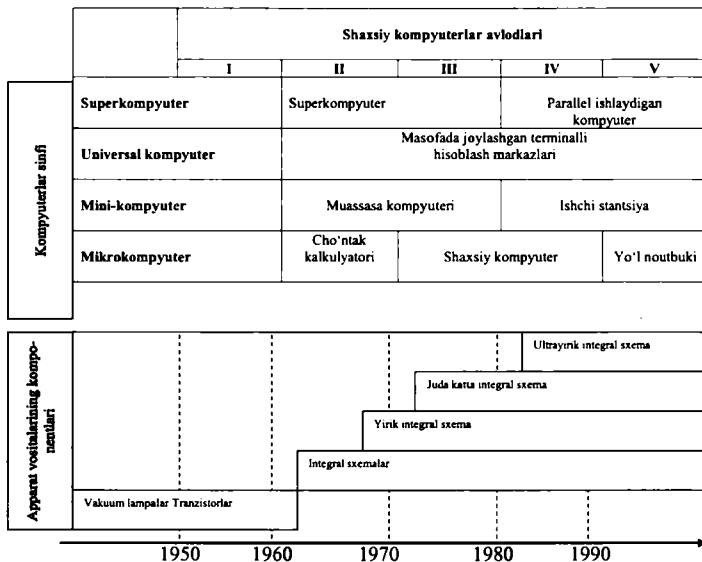 Shaxsiy kompyuterlar avlodlari
I II III IV V
Kompyuterlar sinfi
Superkompyuter
Superkompyuter
Parallel ishlaydigan
kompyuter
Universal kompyuter
Masofada joylashgan terminalli
hisoblash markazlari
Mini-kompyuter
Muassasa kompyuteri
Ishchi stantsiya
Mikrokompyuter
Cho‘ntak
kalkulyatori
Shaxsiy kompyuter
Yo‘l noutbuki
Apparat vositalarining kompo-
nentlari
Ultrayirik integral sxema
Juda katta integral sxema
Yirik integral sxema
Integral sxemalar
Vakuum lampalar Tranzistorlar
1950 1960 1970 1980 1990